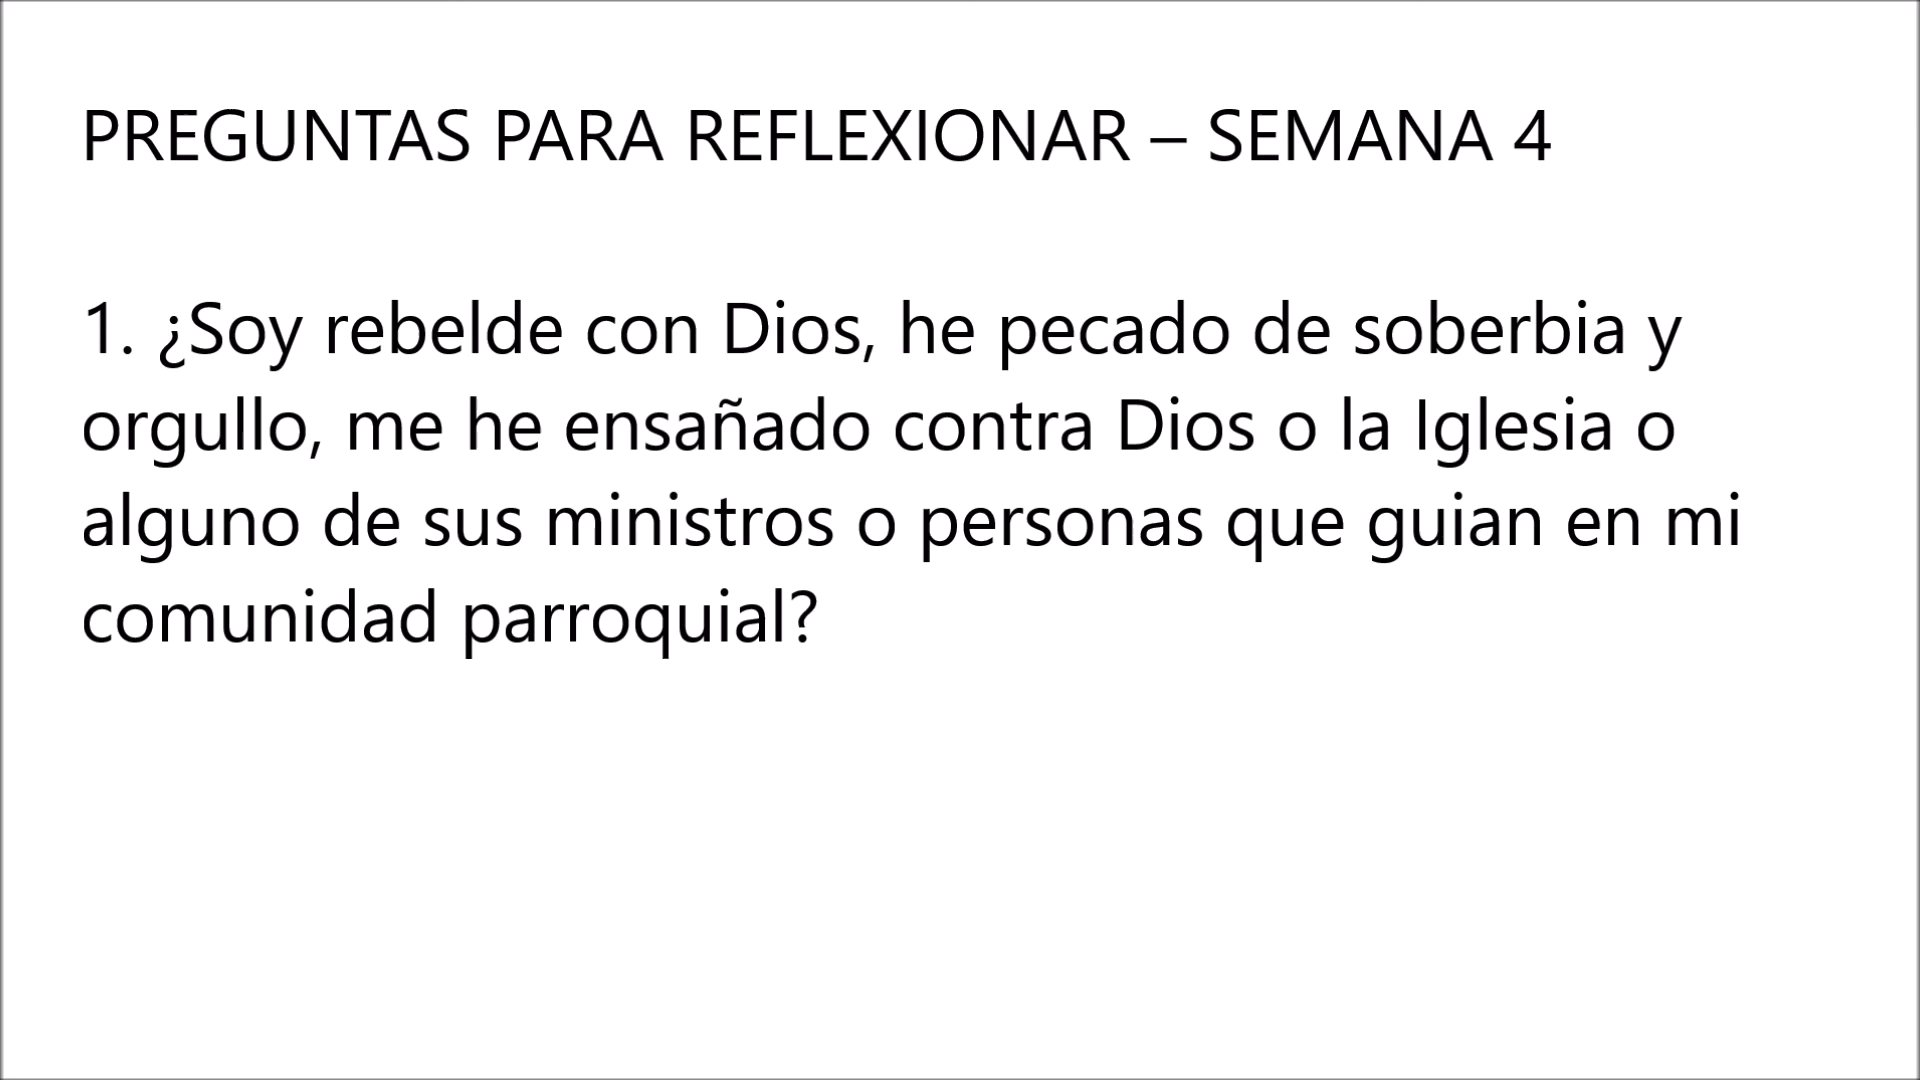 PREGUNTAS PARA REFLEXIONAR – SEMANA 4
1. ¿Soy rebelde con Dios, he pecado de soberbia y
orgullo, me he ensañado contra Dios o la Iglesia o
alguno de sus ministros o personas que guian en mi
comunidad parroquial?